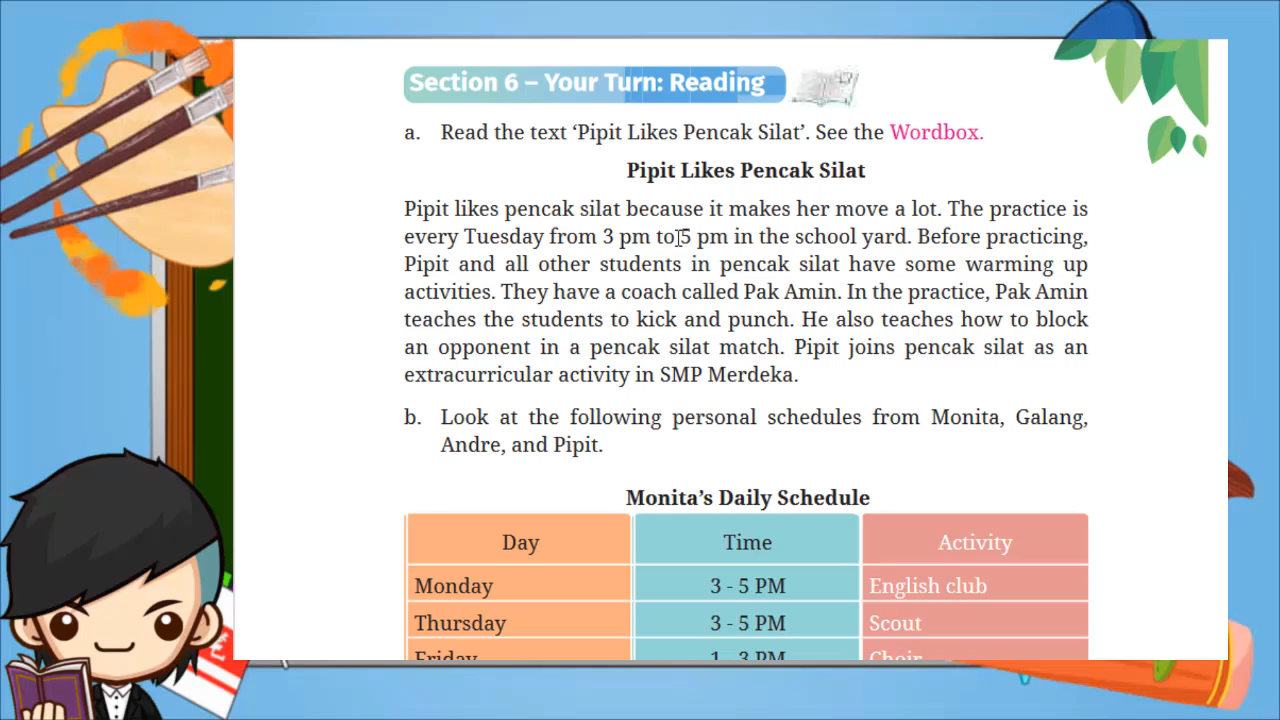 Section 6 – Your Turn: Reading
a. Read the text ‘Pipit Likes Pencak Silat’. See the Wordbox.
Pipit Likes Pencak Silat
Pipit likes pencak silat because it makes her move a lot. The practice is
every Tuesday from 3 pm to 5 pm in the school yard. Before practicing,
Pipit and all other students in pencak silat have some warming up
activities. They have a coach called Pak Amin. In the practice, Pak Amin
teaches the students to kick and punch. He also teaches how to block
an opponent in a pencak silat match. Pipit joins pencak silat as an
extracurricular activity in SMP Merdeka.
b. Look at the following personal schedules from Monita, Galang,
Andre, and Pipit.
Monita’s Daily Schedule
Day Time Activity
Monday 3 - 5 PM English club
Thursday 3 - 5 PM Scout
Friday 1 - 3 PM Choir